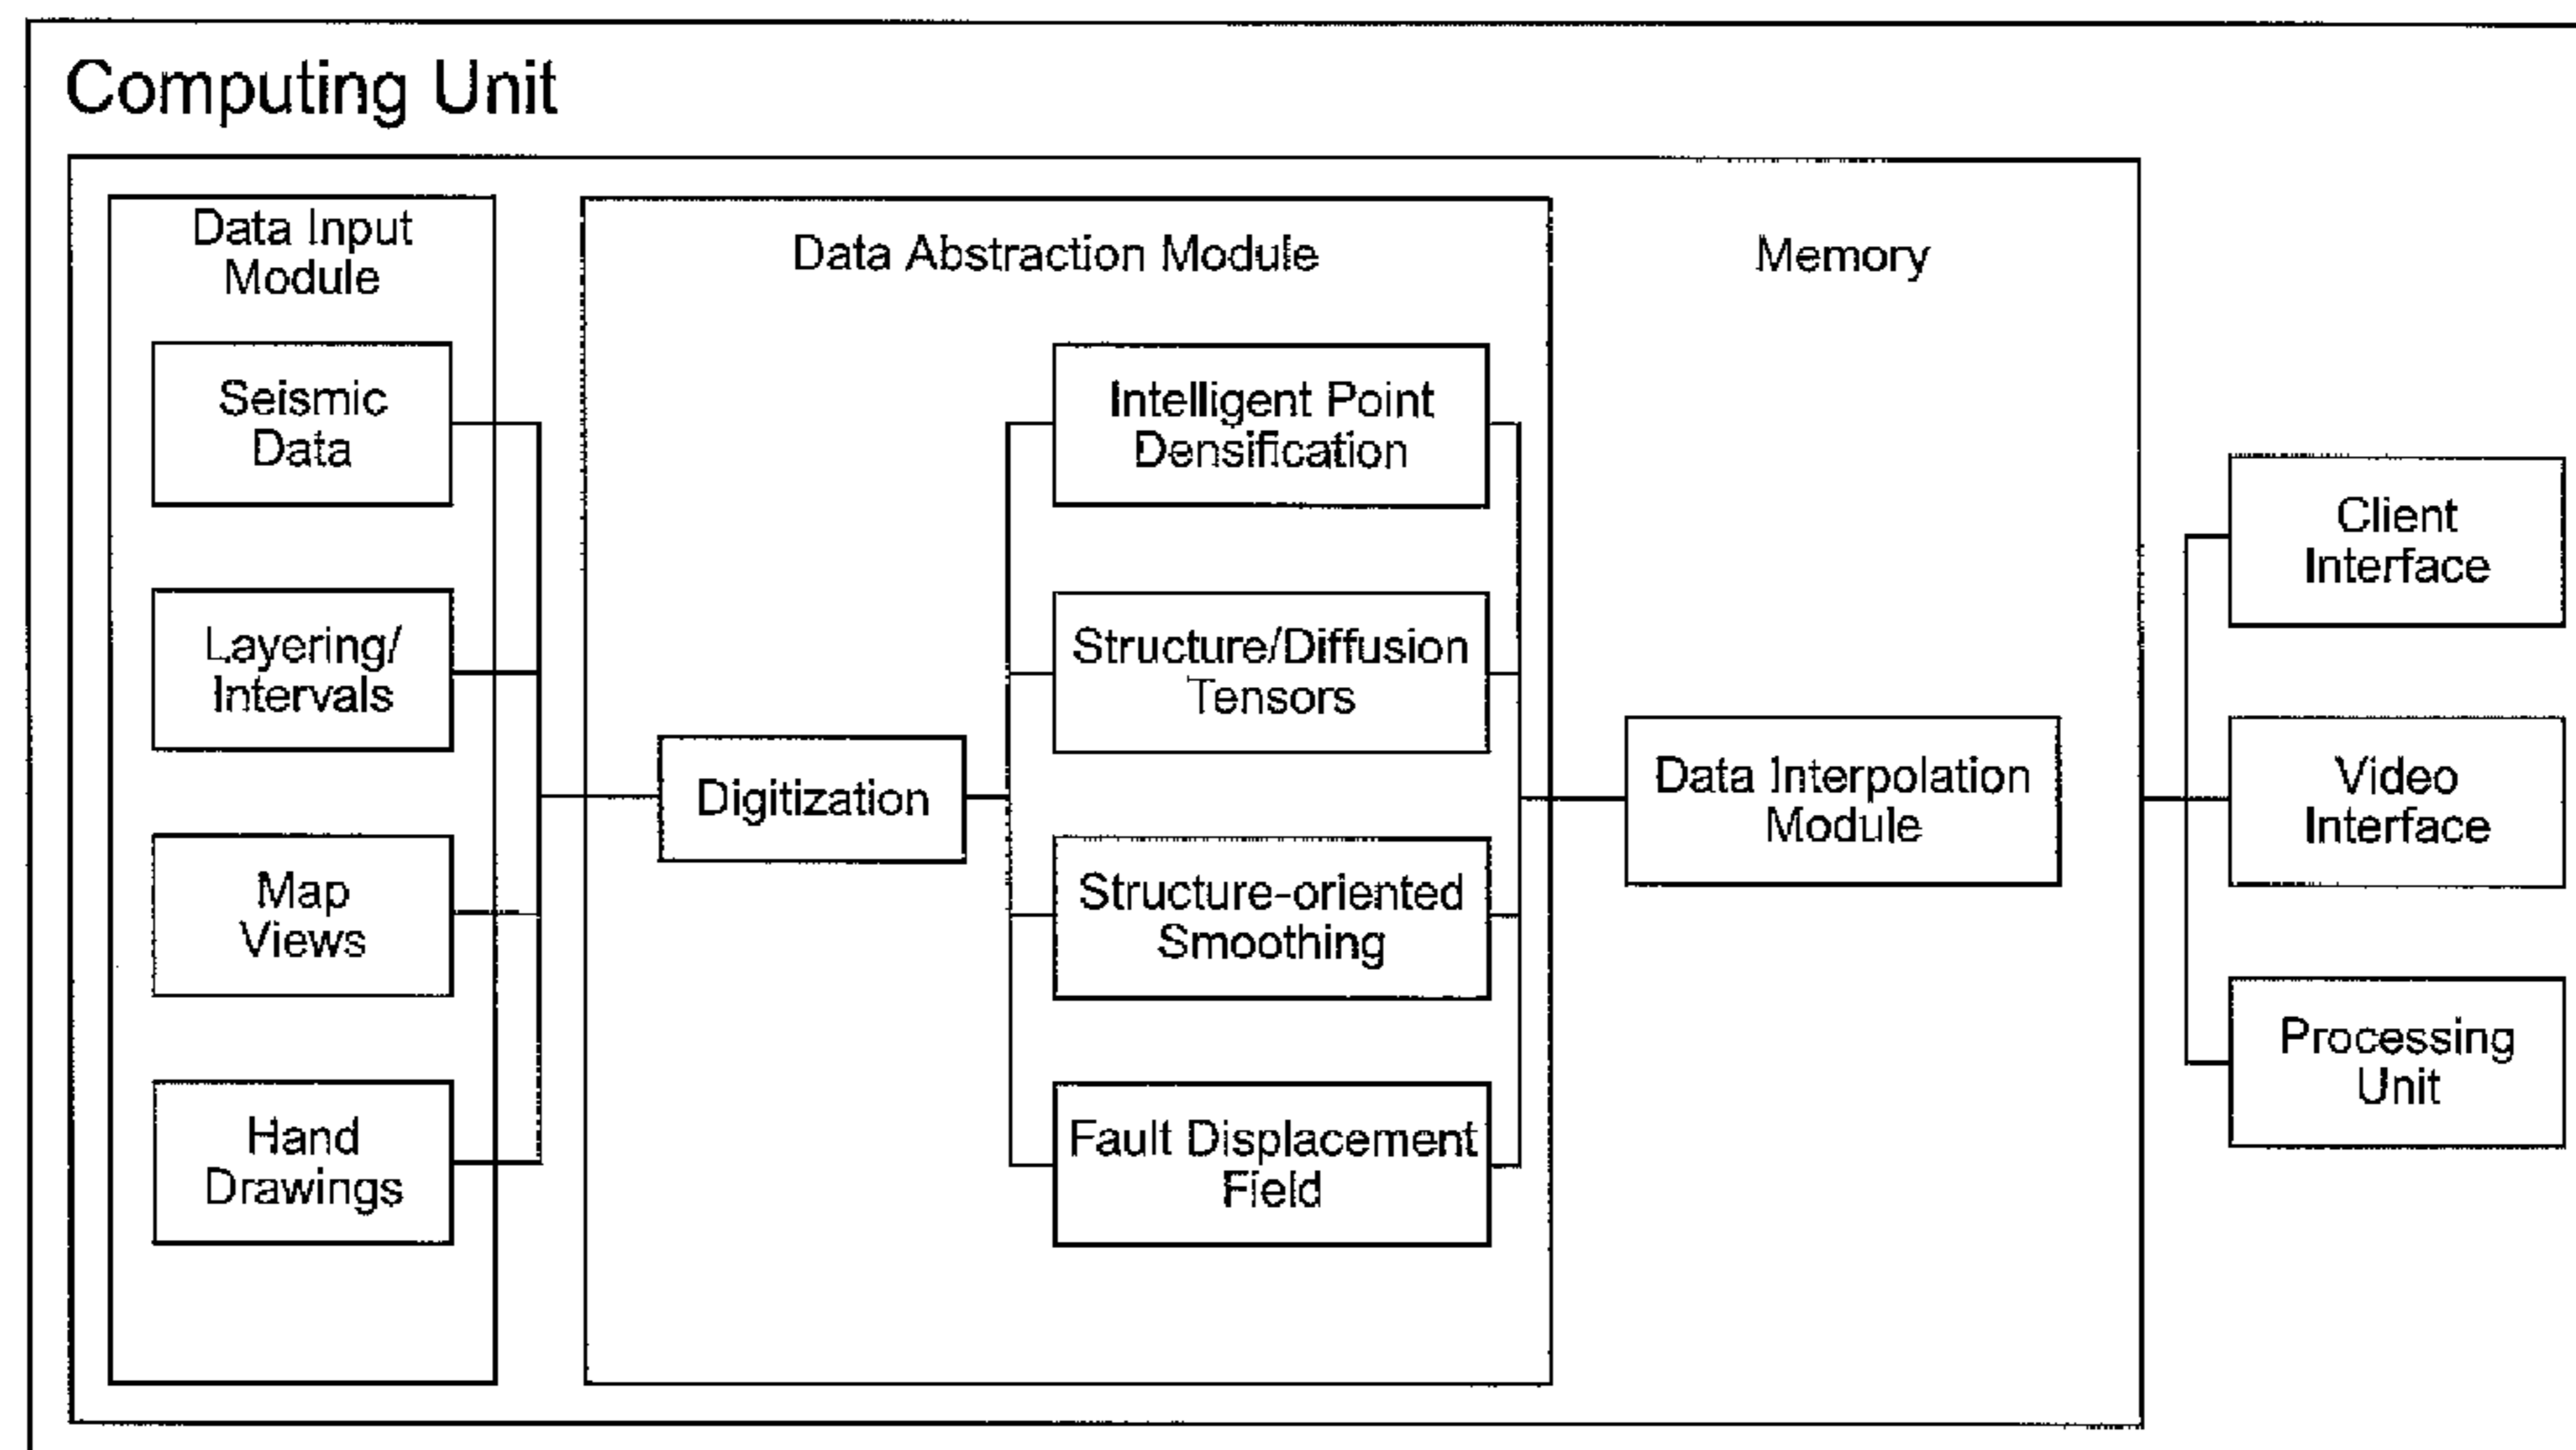 Computing Unit
Data Input
Module
Data Abstraction Module
Memory
Seismic
Data
Layering/
Intervals
Map
Views
Hand
Drawings
Digitization
Intelligent Point
Densification
Structure/Diffusion
Tensors
Structure-oriented
Smoothing
Fault Displacement
Field
Data Interpolation
Module
Client
Interface
Video
Interface
Processing
Unit